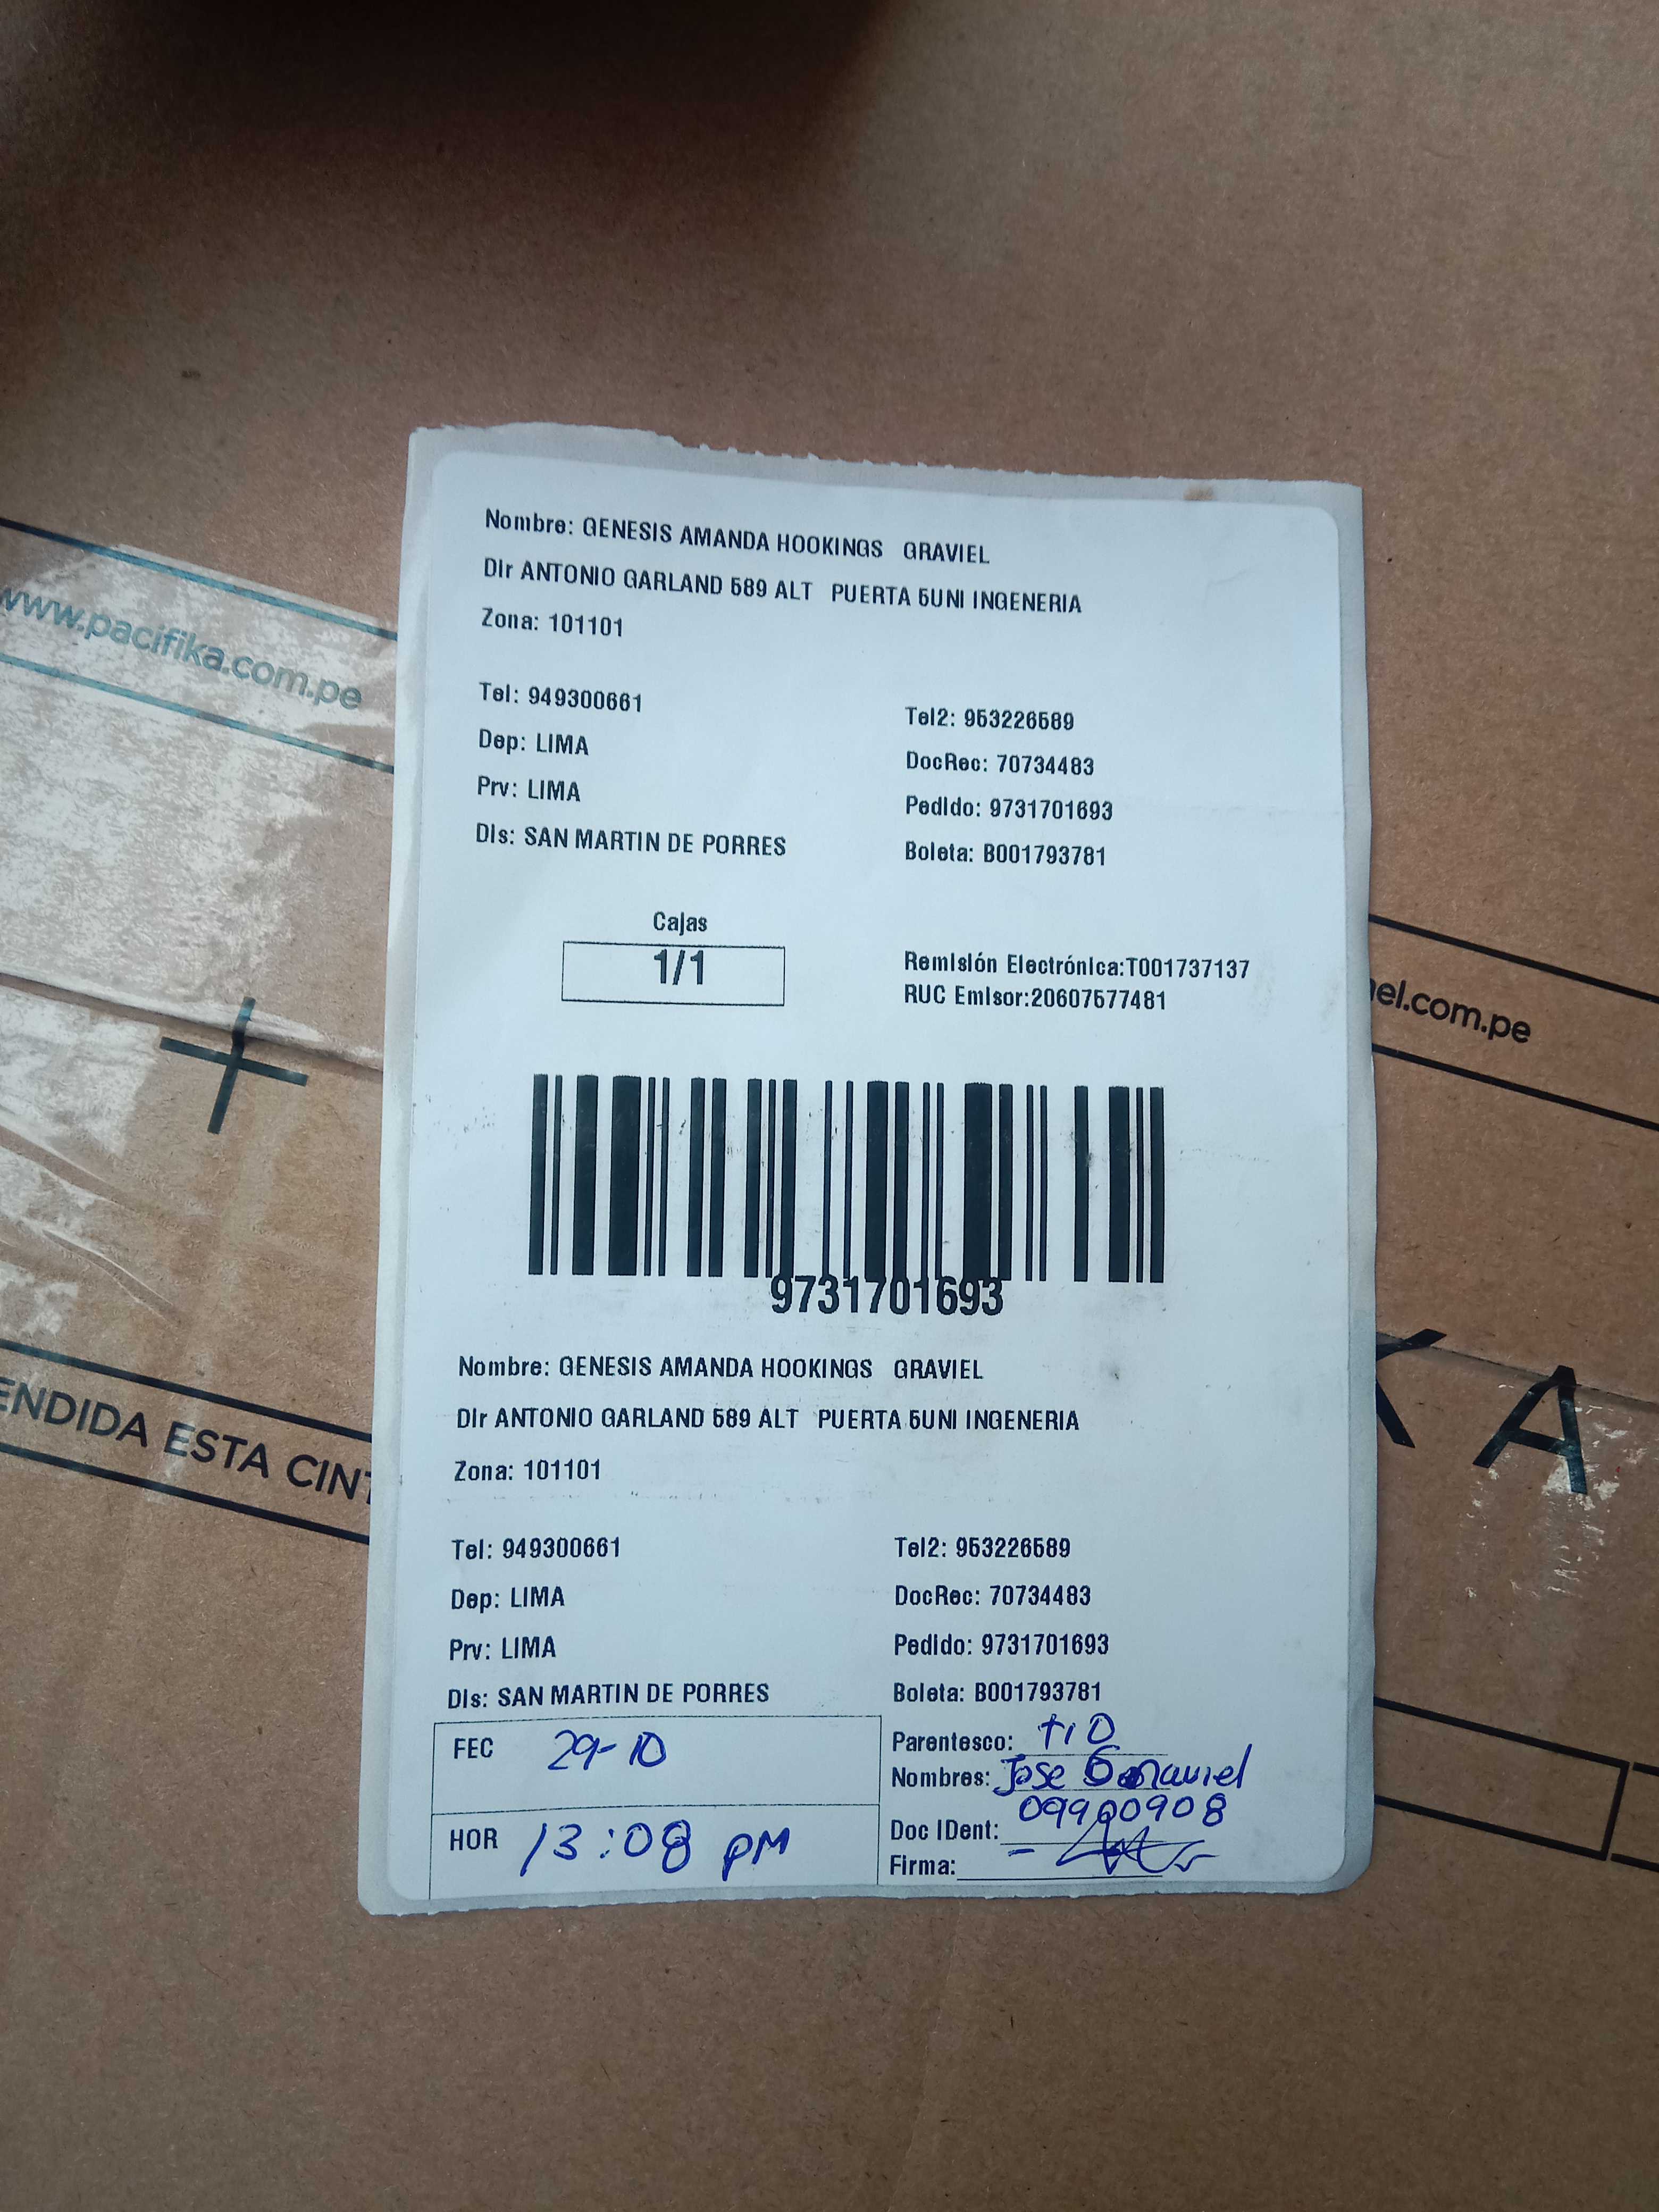 Nombre: GENESIS AMANDA HOOKINGS GRAVIEL
Dir ANTONIO GARLAND 589 ALT PUERTA 5UNI INGENERIA
Zona: 101101
Tel: 949300661
Tel2: 953226589
Dep: LIMA
DocRec: 70734483
Prv: LIMA
Pedido: 9731701693
Dis: SAN MARTIN DE PORRES
Boleta: B001793781
Cajas
1/1
Remisión Electrónica:T001737137
RUC Emisor:20607577481
9731701693
Nombre: GENESIS AMANDA HOOKINGS GRAVIEL
Dir ANTONIO GARLAND 589 ALT PUERTA 5UNI INGENERIA
Zona: 101101
Tel: 949300661
Tel2: 953226589
Dep: LIMA
DocRec: 70734483
Prv: LIMA
Pedido: 9731701693
Dis: SAN MARTIN DE PORRES
Boleta: B001793781
FEC 29-10
Parentesco: tio
Nombres: Jose
HOR 13:08 PM
Doc IDent: 09900908
Firma:
www.pacifika.com.pe
el.com.pe
ENDIDA ESTA CINT
KA